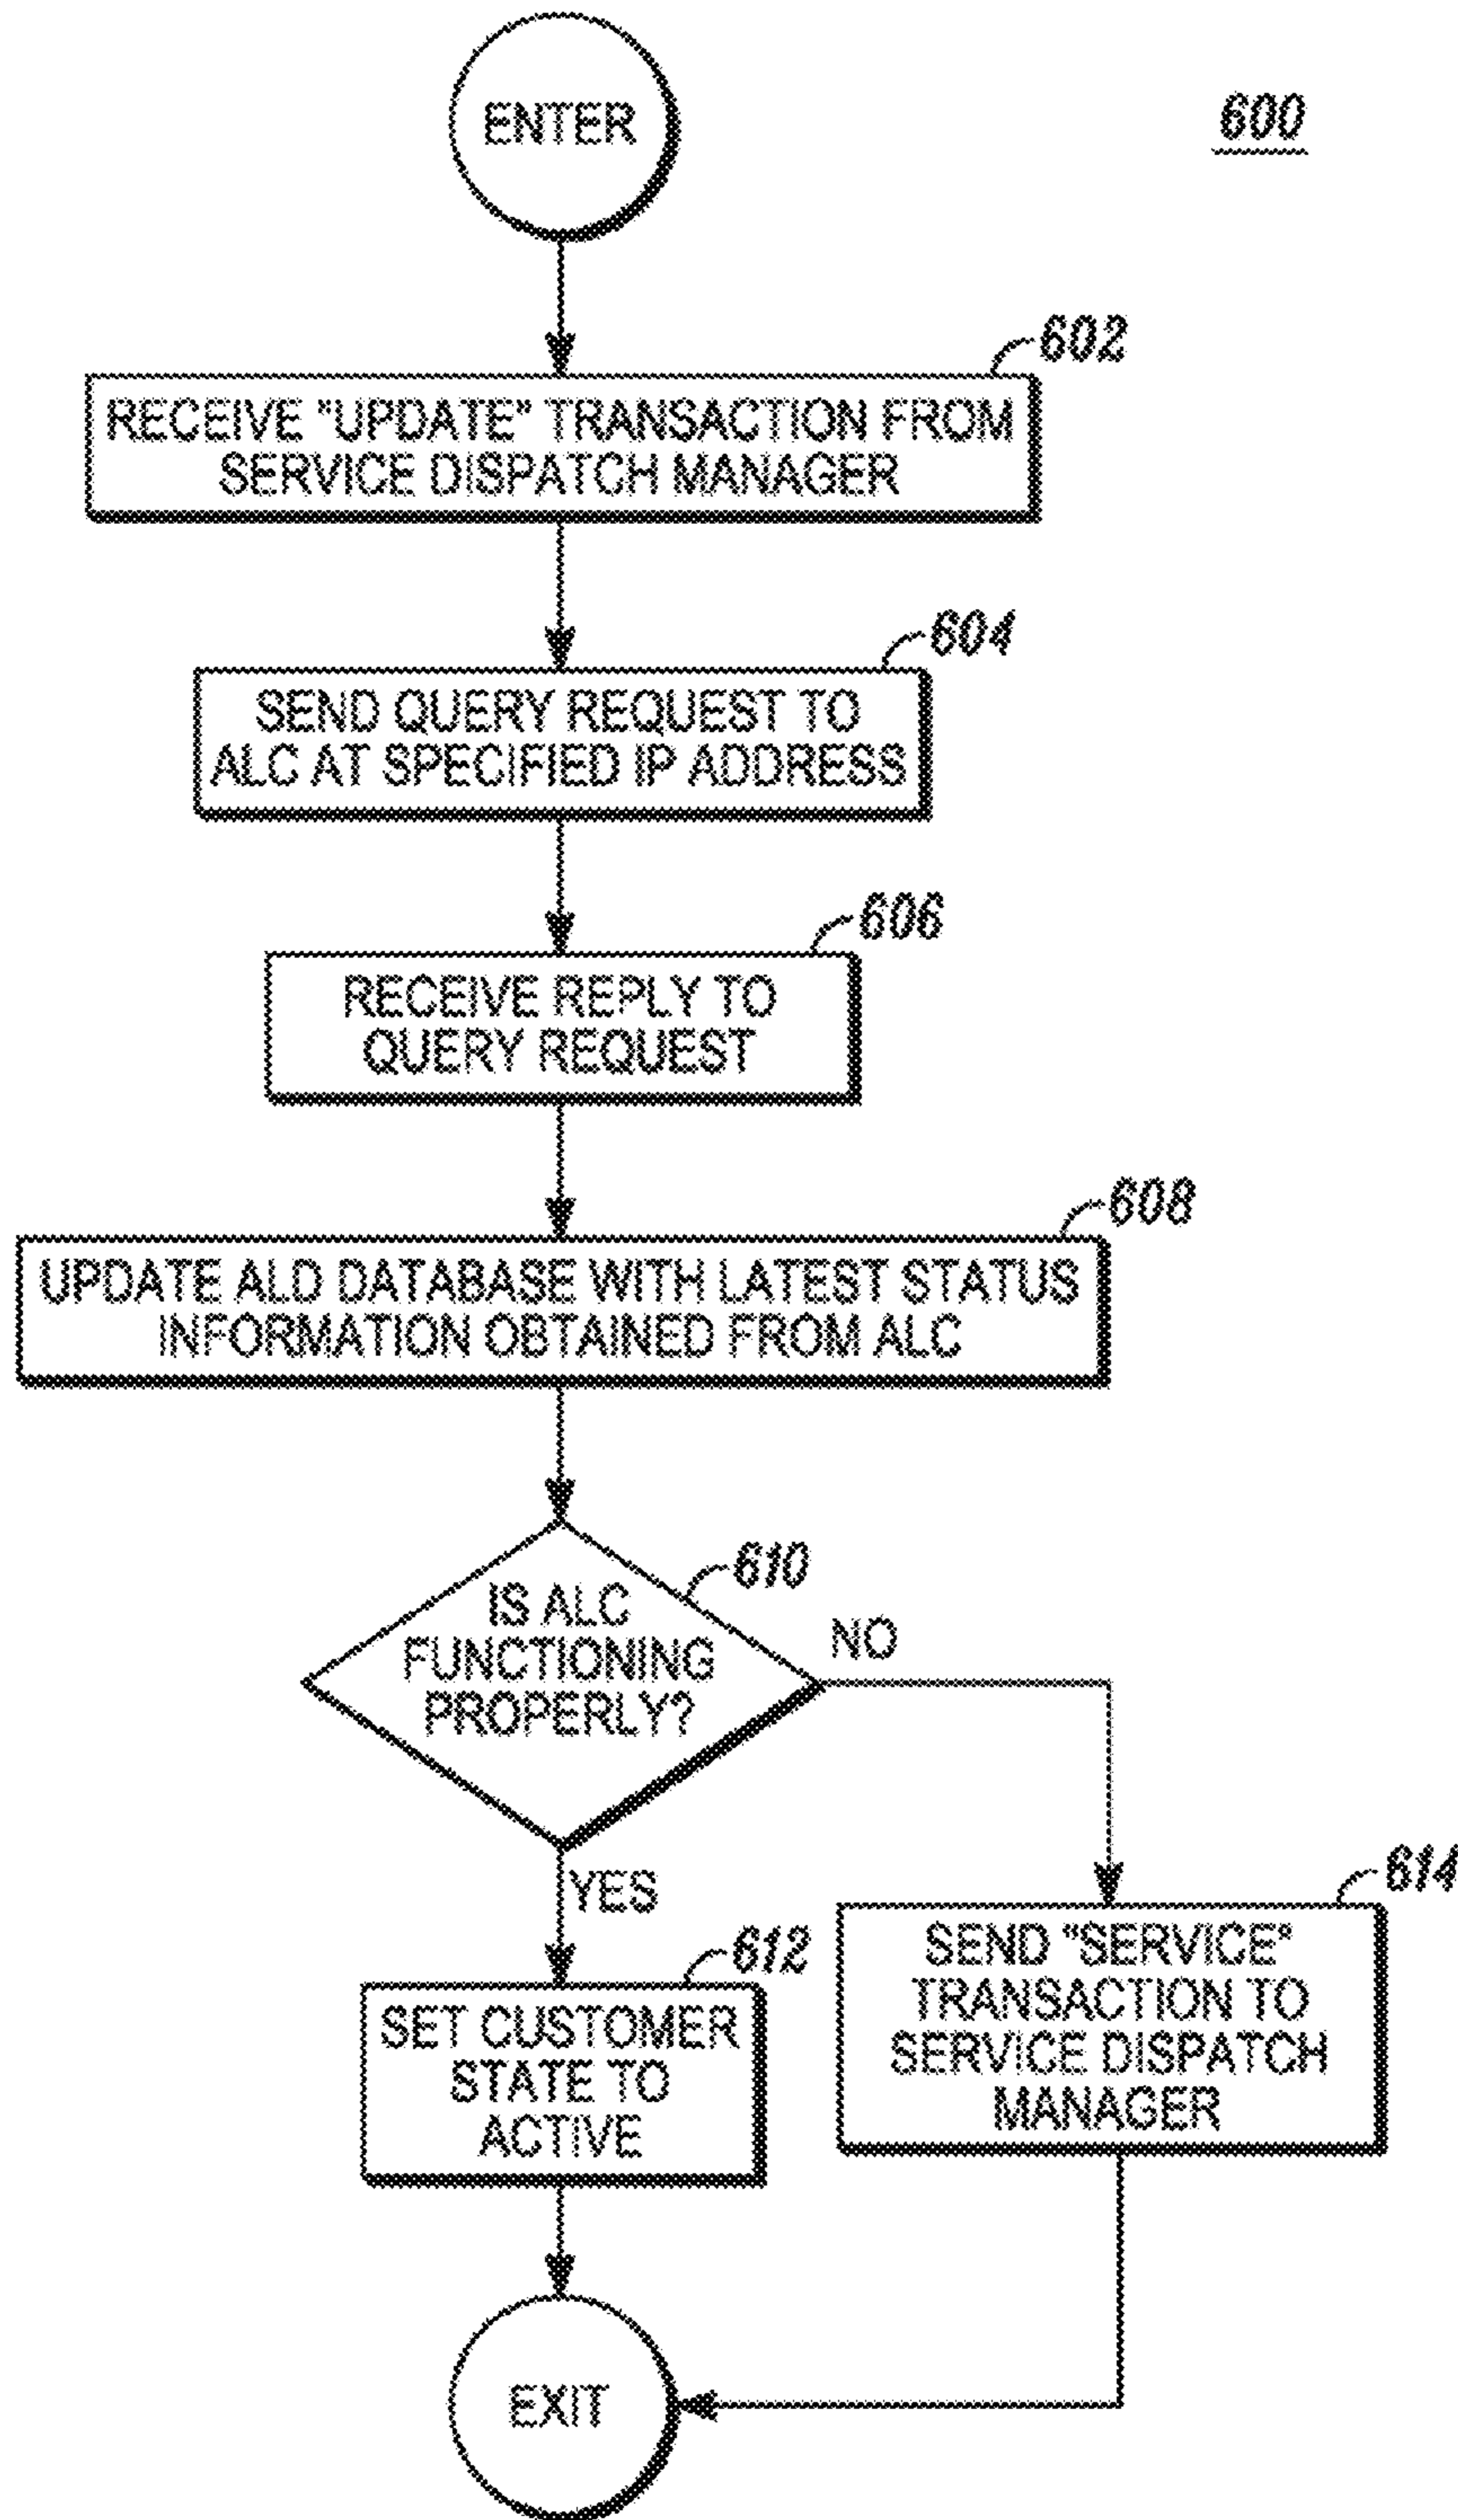 ENTER
600
602
RECEIVE "UPDATE" TRANSACTION FROM
SERVICE DISPATCH MANAGER
604
SEND QUERY REQUEST TO
ALC AT SPECIFIED IP ADDRESS
606
RECEIVE REPLY TO
QUERY REQUEST
608
UPDATE ALD DATABASE WITH LATEST STATUS
INFORMATION OBTAINED FROM ALC
610
IS ALC
FUNCTIONING
PROPERLY?
NO
YES
612
SET CUSTOMER
STATE TO
ACTIVE
614
SEND "SERVICE"
TRANSACTION TO
SERVICE DISPATCH
MANAGER
EXIT